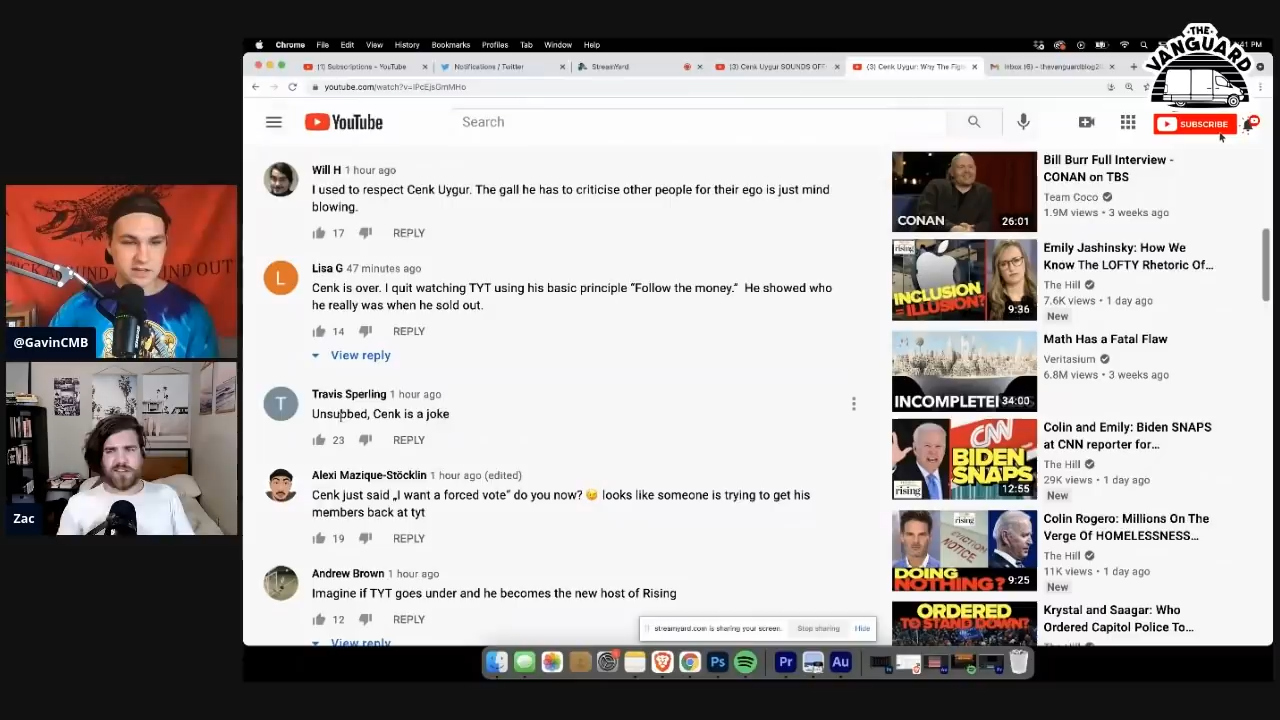 THE
VANGUARD
Chrome File Edit View History Bookmarks Profiles Tab Window Help
(1) Subscriptions - YouTube
Notifications / Twitter
StreamYard
(3) Cenk Uygur SOUNDS OFF
(3) Cenk Uygur: Why The Figh
Inbox (6) - thevanguardblog2
youtube.com/watch?v=
YouTube
Search
SUBSCRIBE
Will H 1 hour ago
I used to respect Cenk Uygur. The gall he has to criticise other people for their ego is just mind
blowing.
17 REPLY
L
Lisa G 47 minutes ago
Cenk is over. I quit watching TYT using his basic principle “Follow the money.” He showed who
he really was when he sold out.
14 REPLY
View reply
T
Travis Sperling 1 hour ago
Unsubbed, Cenk is a joke
23 REPLY
Alexi Mazique-Stöcklin 1 hour ago (edited)
Cenk just said „I want a forced vote“ do you now? 😉 looks like someone is trying to get his
members back at tyt
19 REPLY
Andrew Brown 1 hour ago
Imagine if TYT goes under and he becomes the new host of Rising
12 REPLY
View reply
CONAN
26:01
Bill Burr Full Interview -
CONAN on TBS
Team Coco
1.9M views • 3 weeks ago
rising
INCLUSION
= ILLUSION?
9:36
Emily Jashinsky: How We
Know The LOFTY Rhetoric Of...
The Hill
7.6K views • 1 day ago
New
INCOMPLETE
34:00
Math Has a Fatal Flaw
Veritasium
6.8M views • 3 weeks ago
CNN
BIDEN
SNAPS
rising
12:55
Colin and Emily: Biden SNAPS
at CNN reporter for...
The Hill
29K views • 1 day ago
New
rising
EVICTION
NOTICE
DOING
NOTHING?
9:25
Colin Rogero: Millions On The
Verge Of HOMELESSNESS...
The Hill
11K views • 1 day ago
New
ORDERED
TO STAND DOWN?
Krystal and Saagar: Who
Ordered Capitol Police To...
streamyard.com is sharing your screen.
Stop sharing
Hide
@GavinCMB
Zac
Ps
Pr
Au